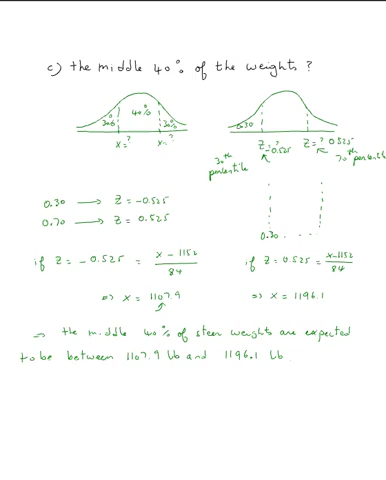 c) the middle 40% of the weights ?
40%
30% 30%
x=? x=?
0.30
Z=? -0.525 Z=? 0.525
30th percentile 70th percentile
0.30 → Z = -0.525
0.70 → Z = 0.525
0.30
if Z = -0.525 = x - 1152 / 84
if Z = 0.525 = x-1152 / 84
⇒ x = 1107.9
⇒ x = 1196.1
⇒ the middle 40% of steer weights are expected
to be between 1107.9 Lb and 1196.1 Lb.